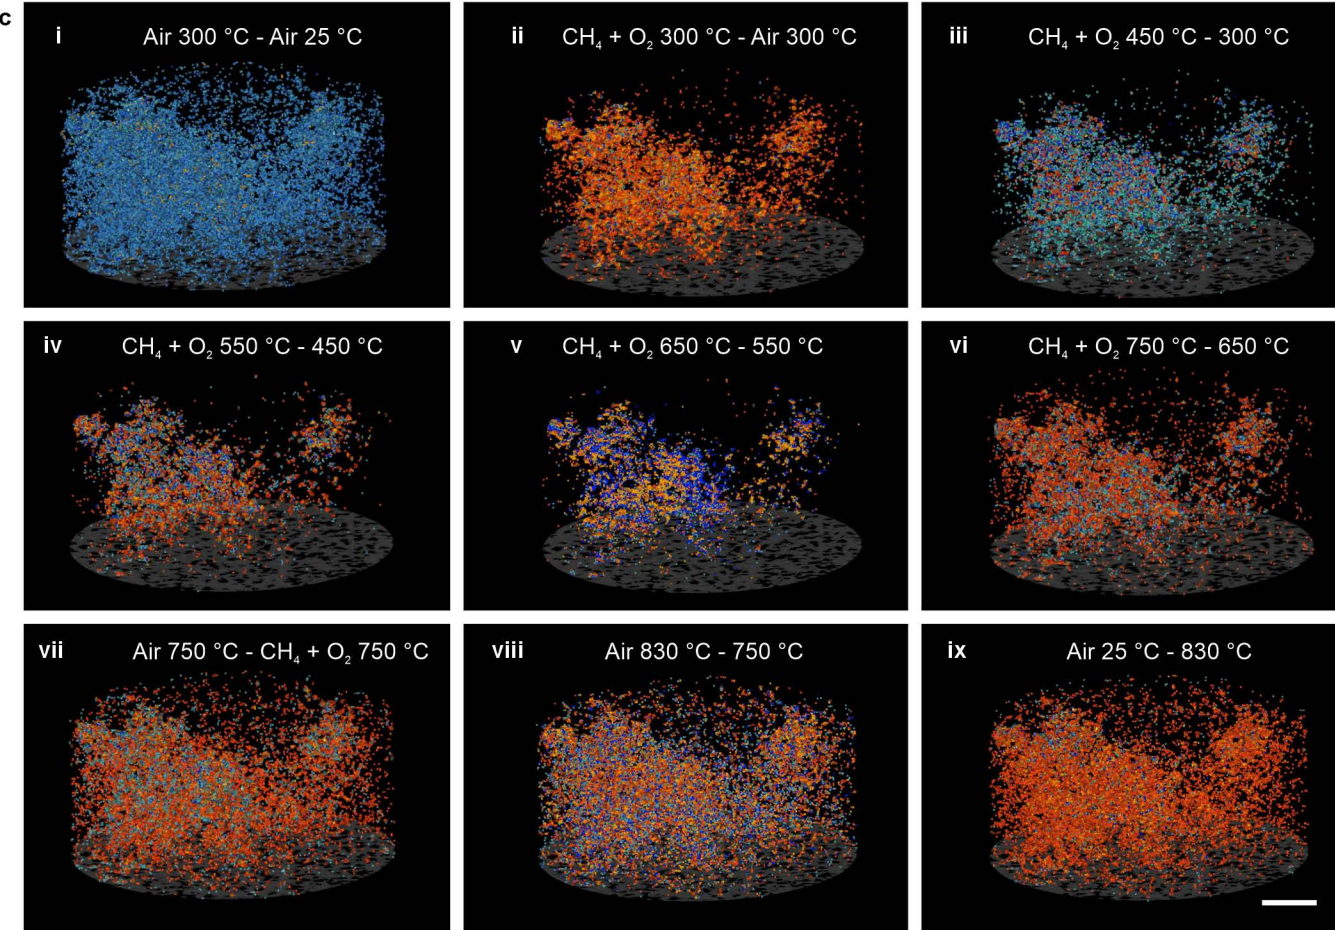 c
i Air 300 °C - Air 25 °C
ii CH₄ + O₂ 300 °C - Air 300 °C
iii CH₄ + O₂ 450 °C - 300 °C
iv CH₄ + O₂ 550 °C - 450 °C
v CH₄ + O₂ 650 °C - 550 °C
vi CH₄ + O₂ 750 °C - 650 °C
vii Air 750 °C - CH₄ + O₂ 750 °C
viii Air 830 °C - 750 °C
ix Air 25 °C - 830 °C